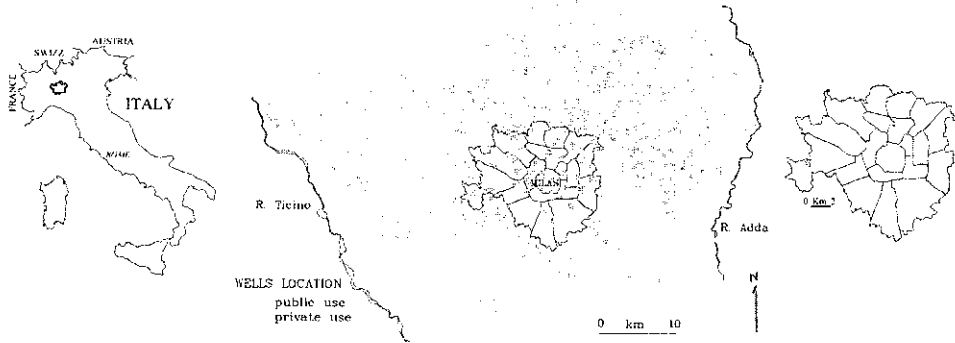 AUSTRIA
SWIZZ
FRANCE
ITALY
ROME
R. Ticino
MILAN
R. Adda
0 Km 2
WELLS LOCATION
public use
private use
N
0 km 10